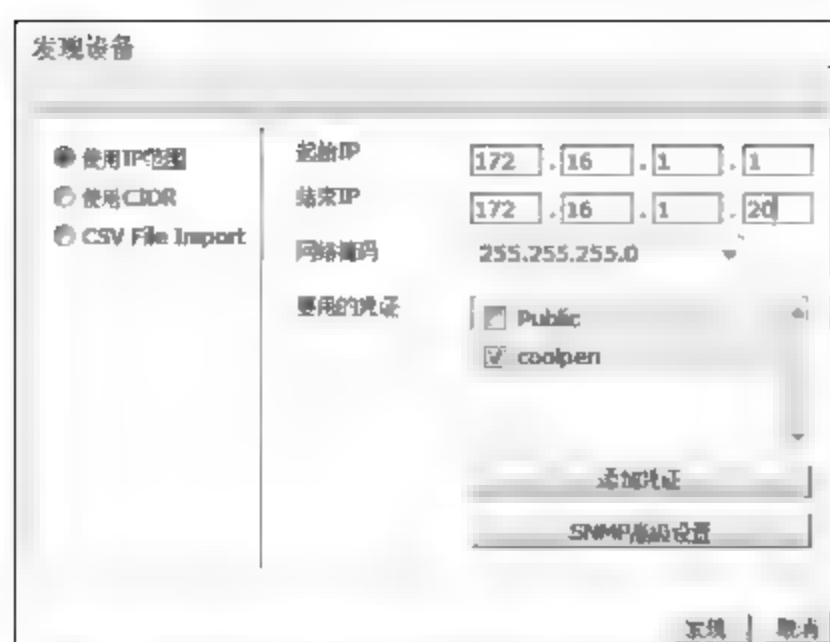 发现设备
使用IP范围
使用CIDR
CSV File Import
起始IP 172 . 16 . 1 . 1
结束IP 172 . 16 . 1 . 20
网络掩码 255.255.255.0
要用的凭证 Public
coolpen
添加凭证
SNMP高级设置
发现 取消